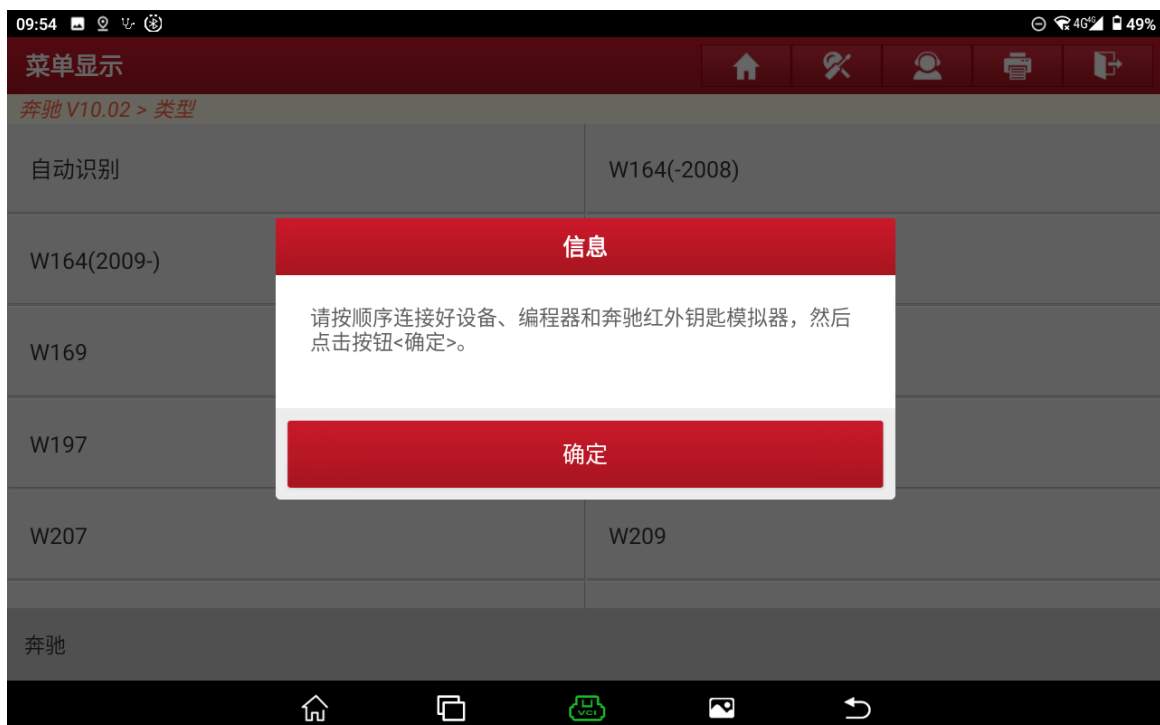 09:54
4G
4G
49%
菜单显示
奔驰 V10.02 > 类型
自动识别
W164(-2008)
W164(2009-)
信息
请按顺序连接好设备、编程器和奔驰红外钥匙模拟器，然后
点击按钮<确定>。
W169
W197
确定
W207
W209
奔驰
VCI